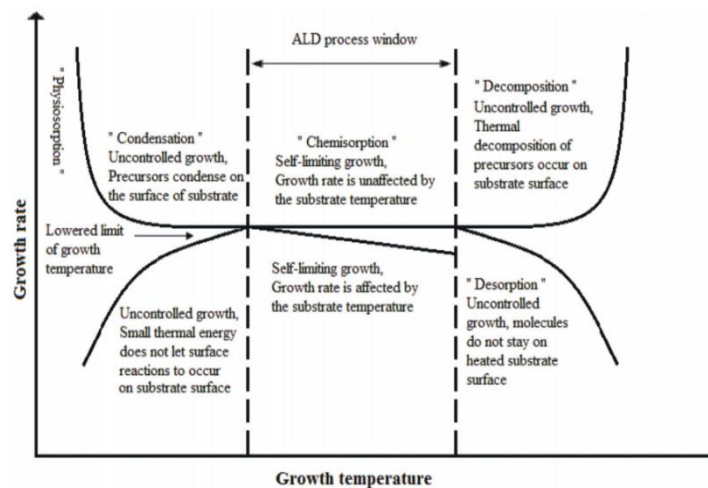 ALD process window
" Physiosorption "
" Condensation "
Uncontrolled growth,
Precursors condense on
the surface of substrate
" Chemisorption "
Self-limiting growth,
Growth rate is unaffected by
the substrate temperature
" Decomposition "
Uncontrolled growth,
Thermal
decomposition of
precursors occur on
substrate surface
Lowered limit
of growth
temperature
Growth rate
Uncontrolled growth,
Small thermal energy
does not let surface
reactions to occur
on substrate surface
Self-limiting growth,
Growth rate is affected by
the substrate temperature
" Desorption "
Uncontrolled
growth, molecules
do not stay on
heated substrate
surface
Growth temperature